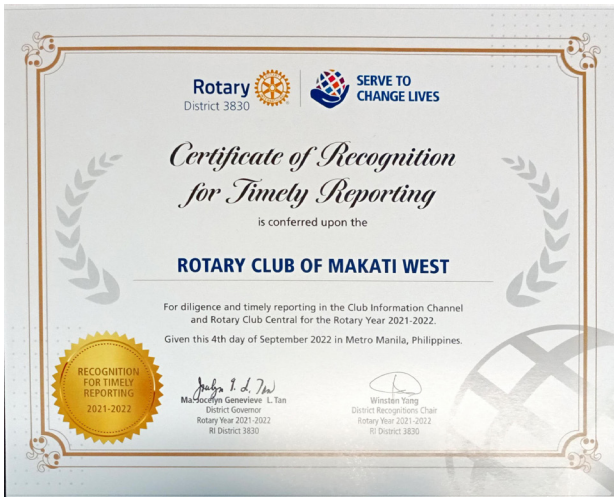 Rotary
District 3830
SERVE TO
CHANGE LIVES
Certificate of Recognition
for Timely Reporting
is conferred upon the
ROTARY CLUB OF MAKATI WEST
For diligence and timely reporting in the Club Information Channel
and Rotary Club Central for the Rotary Year 2021-2022.
Given this 4th day of September 2022 in Metro Manila, Philippines.
RECOGNITION
FOR TIMELY
REPORTING
2021-2022
Ma. Jocelyn Genevieve L. Tan
District Governor
Rotary Year 2021-2022
RI District 3830
Winston Yang
District Recognitions Chair
Rotary Year 2021-2022
RI District 3830